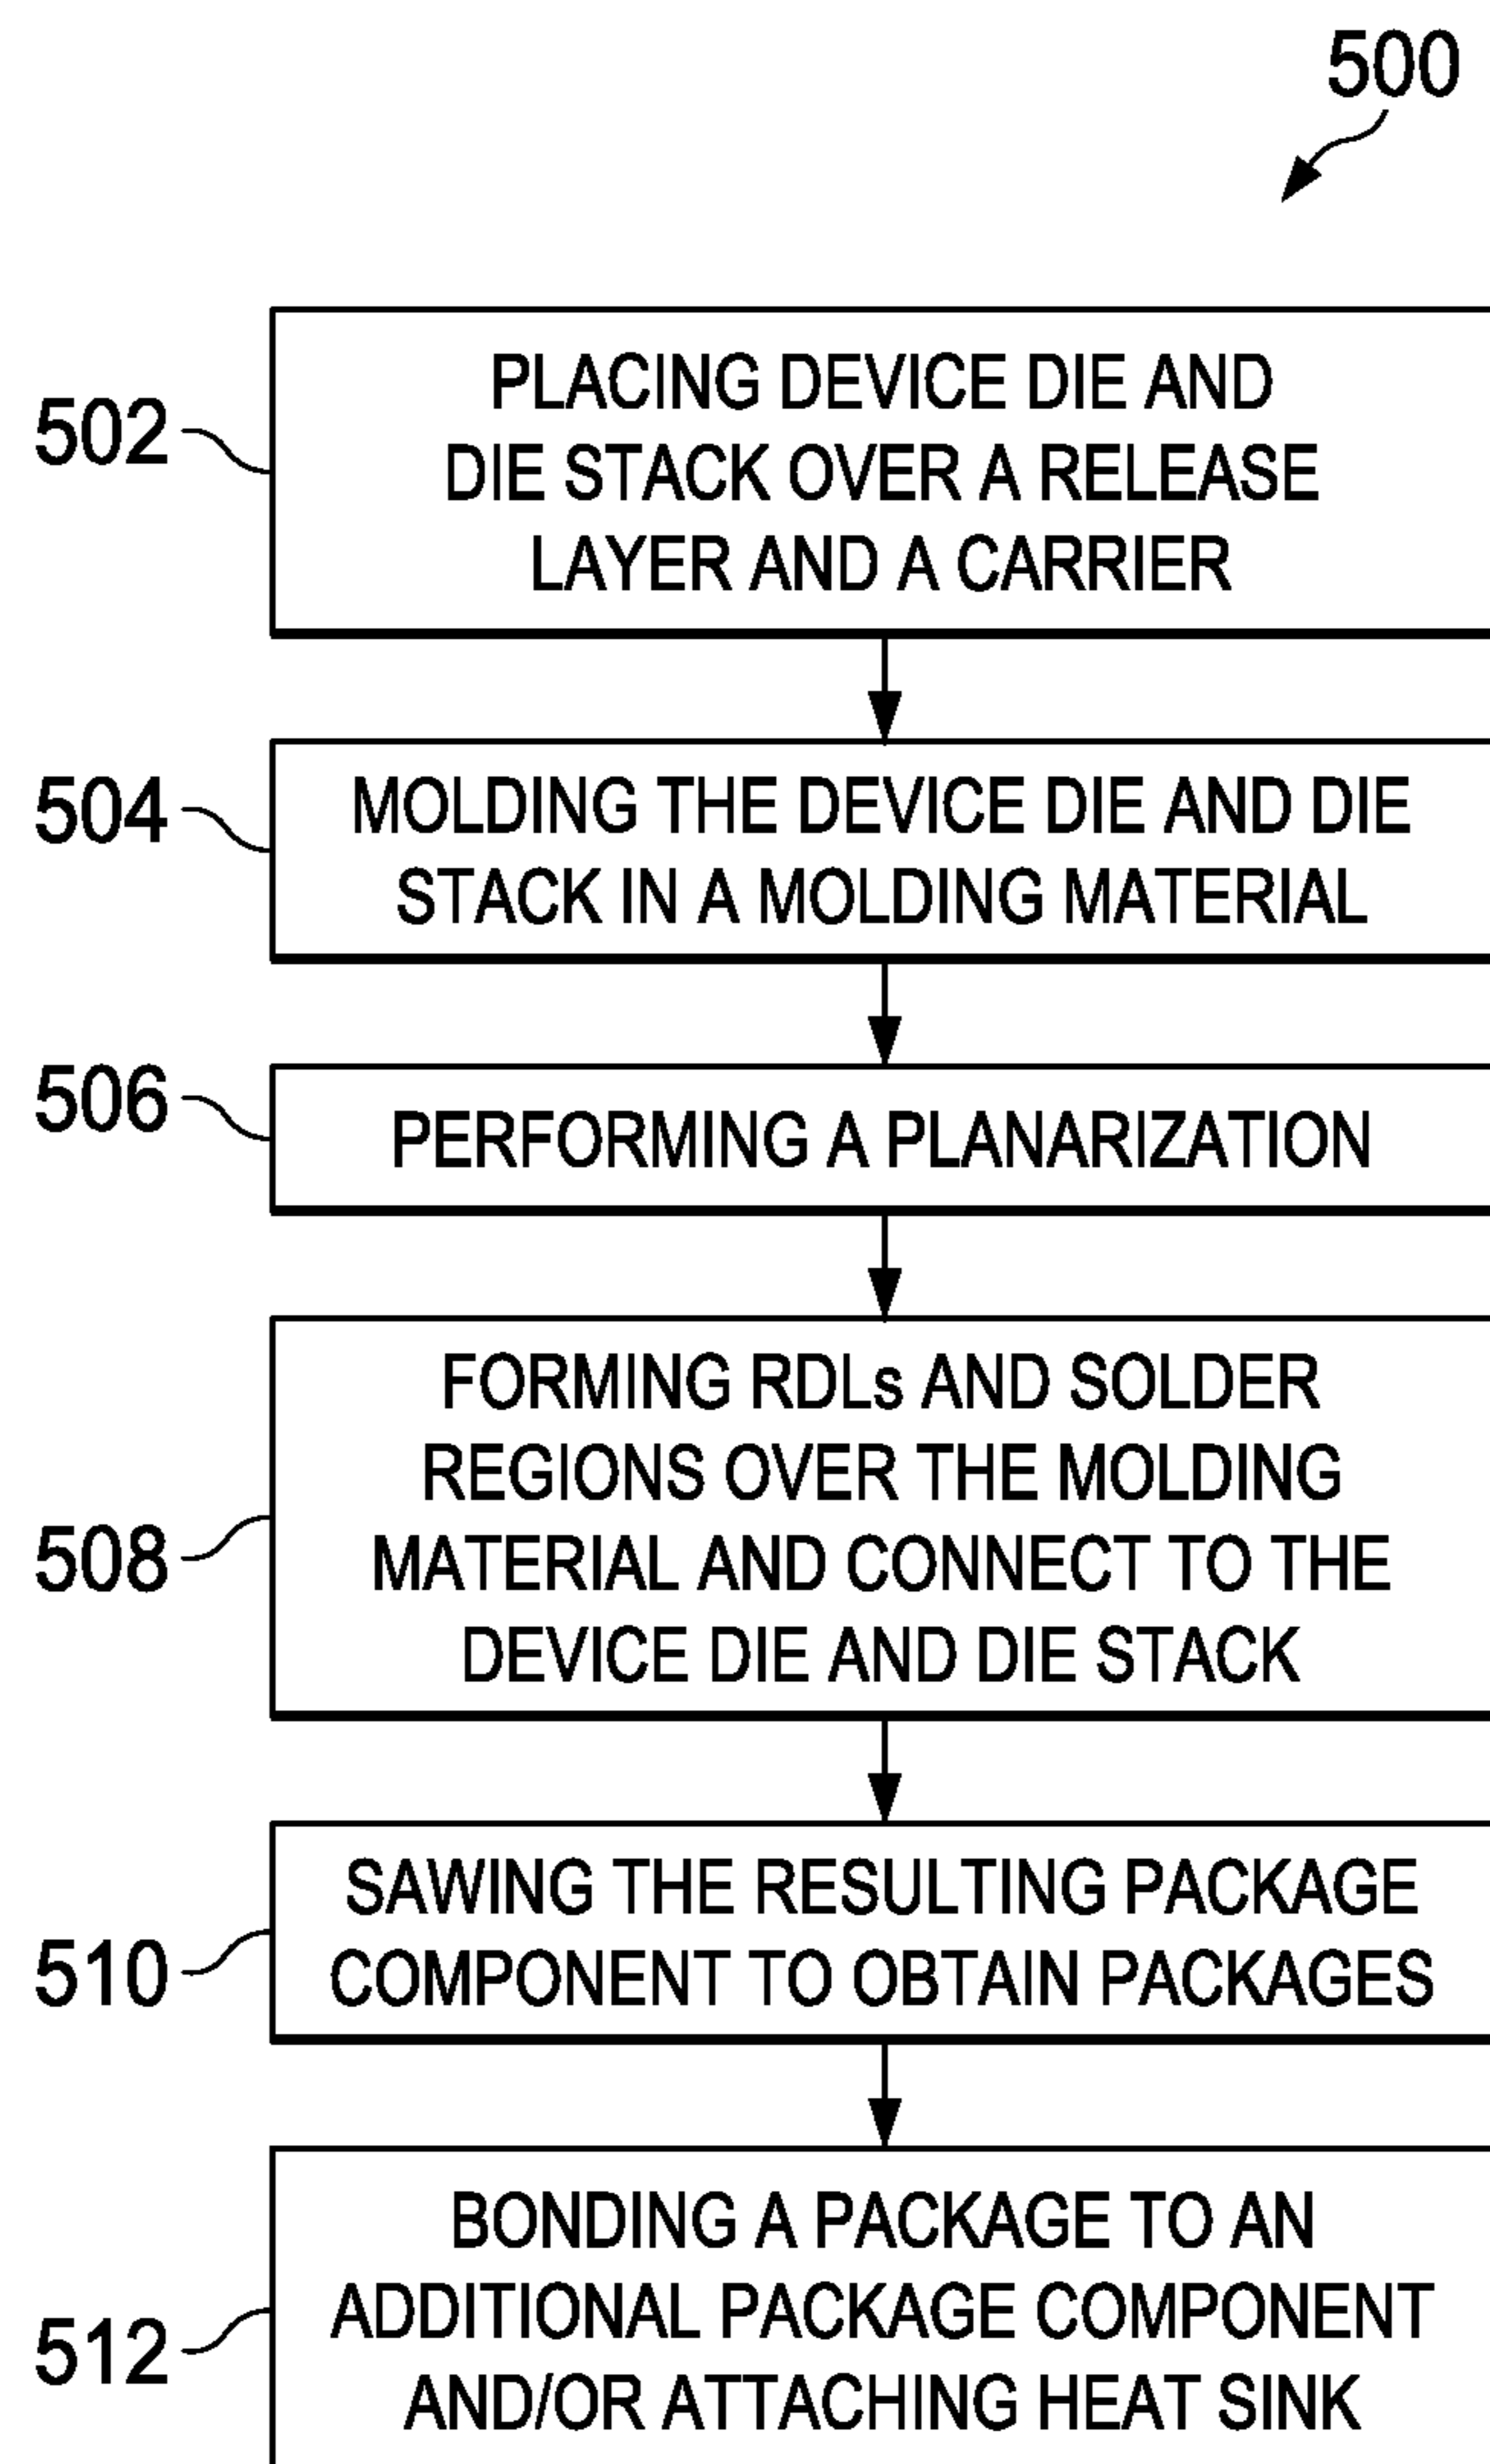 500
502
PLACING DEVICE DIE AND
DIE STACK OVER A RELEASE
LAYER AND A CARRIER
504
MOLDING THE DEVICE DIE AND DIE
STACK IN A MOLDING MATERIAL
506
PERFORMING A PLANARIZATION
508
FORMING RDLs AND SOLDER
REGIONS OVER THE MOLDING
MATERIAL AND CONNECT TO THE
DEVICE DIE AND DIE STACK
510
SAWING THE RESULTING PACKAGE
COMPONENT TO OBTAIN PACKAGES
512
BONDING A PACKAGE TO AN
ADDITIONAL PACKAGE COMPONENT
AND/OR ATTACHING HEAT SINK